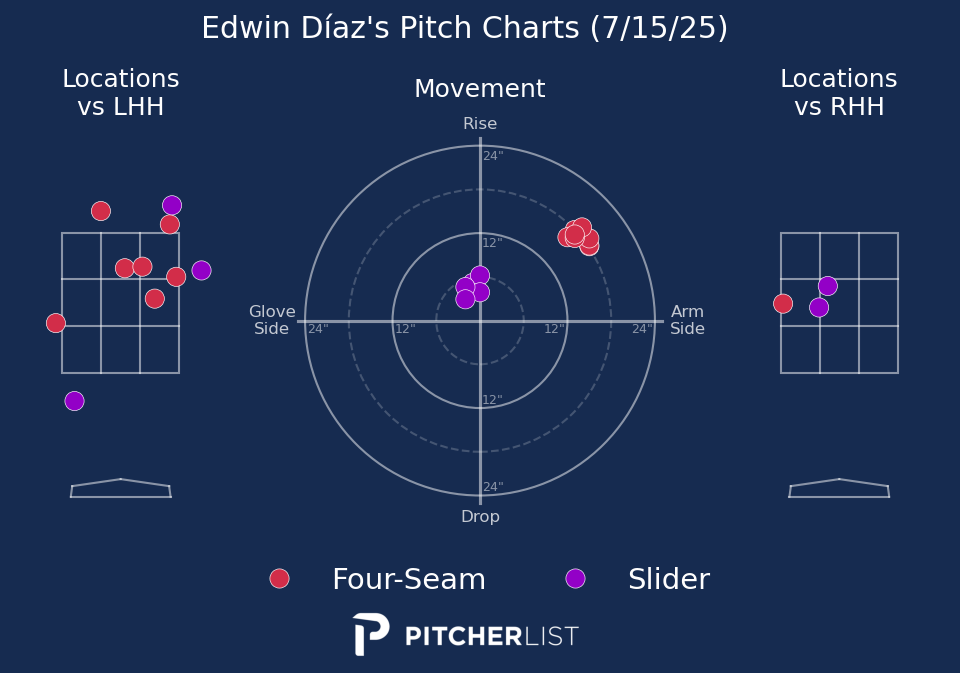 Edwin Díaz's Pitch Charts (7/15/25)
Locations
vs LHH
Movement
Locations
vs RHH
Rise
24"
12"
Glove
Side
24"
12"
12"
24"
Arm
Side
12"
24"
Drop
Four-Seam
Slider
PITCHERLIST